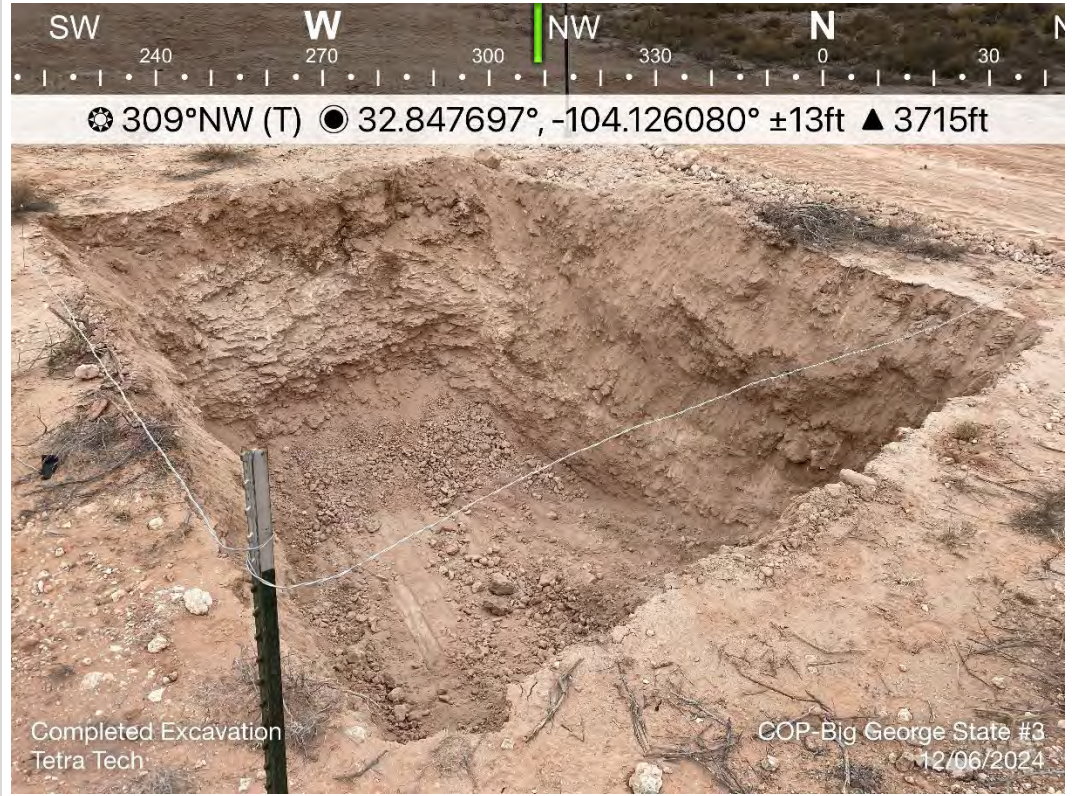 SW W NW N N
240 270 300 330 0 30
309°NW (T) 32.847697°, -104.126080° ±13ft ▲ 3715ft
Completed Excavation
Tetra Tech
COP-Big George State #3
12/06/2024